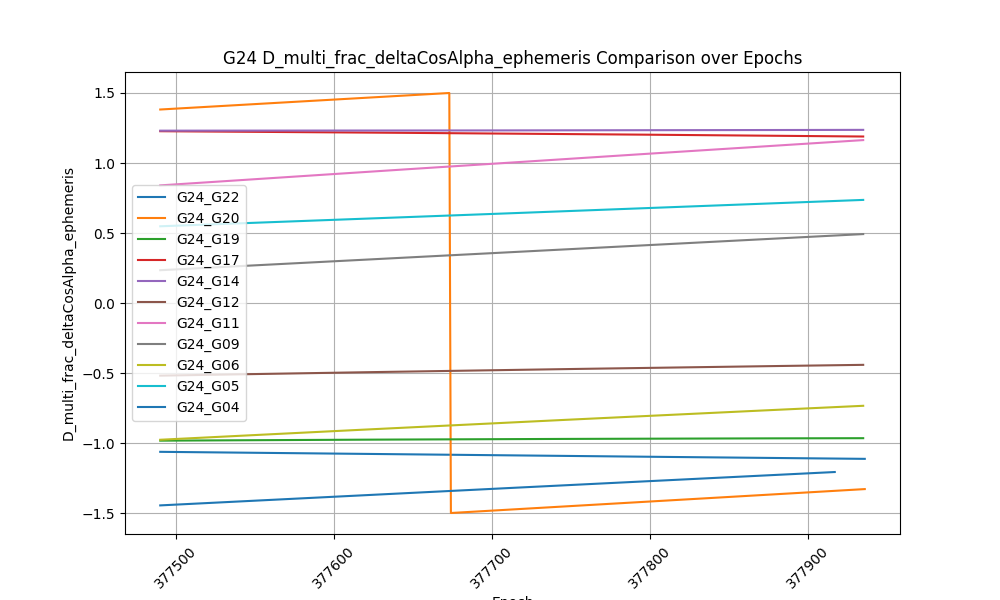 G24 D_multi_frac_deltaCosAlpha_ephemeris Comparison over Epochs
D_multi_frac_deltaCosAlpha_ephemeris
1.5
1.0
0.5
0.0
−0.5
−1.0
−1.5
G24_G22
G24_G20
G24_G19
G24_G17
G24_G14
G24_G12
G24_G11
G24_G09
G24_G06
G24_G05
G24_G04
377500
377600
377700
377800
377900
Epoch